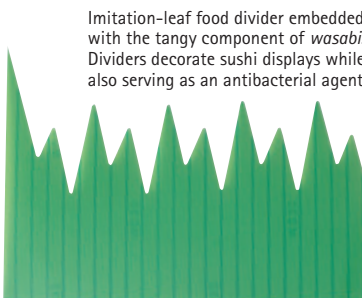 Imitation-leaf food divider embedded
with the tangy component of wasabi.
Dividers decorate sushi displays while
also serving as an antibacterial agent.